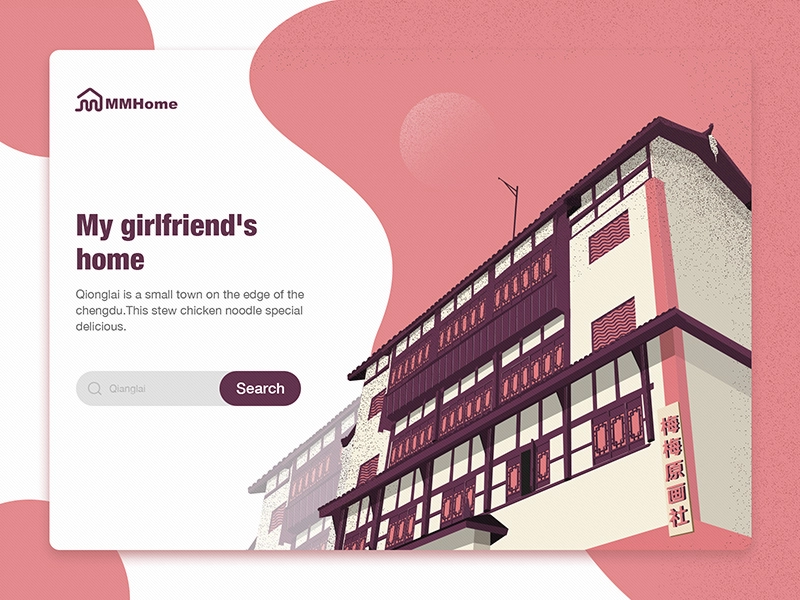 MMHome
My girlfriend's
home
Qionglai is a small town on the edge of the
chengdu.This stew chicken noodle special
delicious.
Qianglai
Search
梅梅原画社